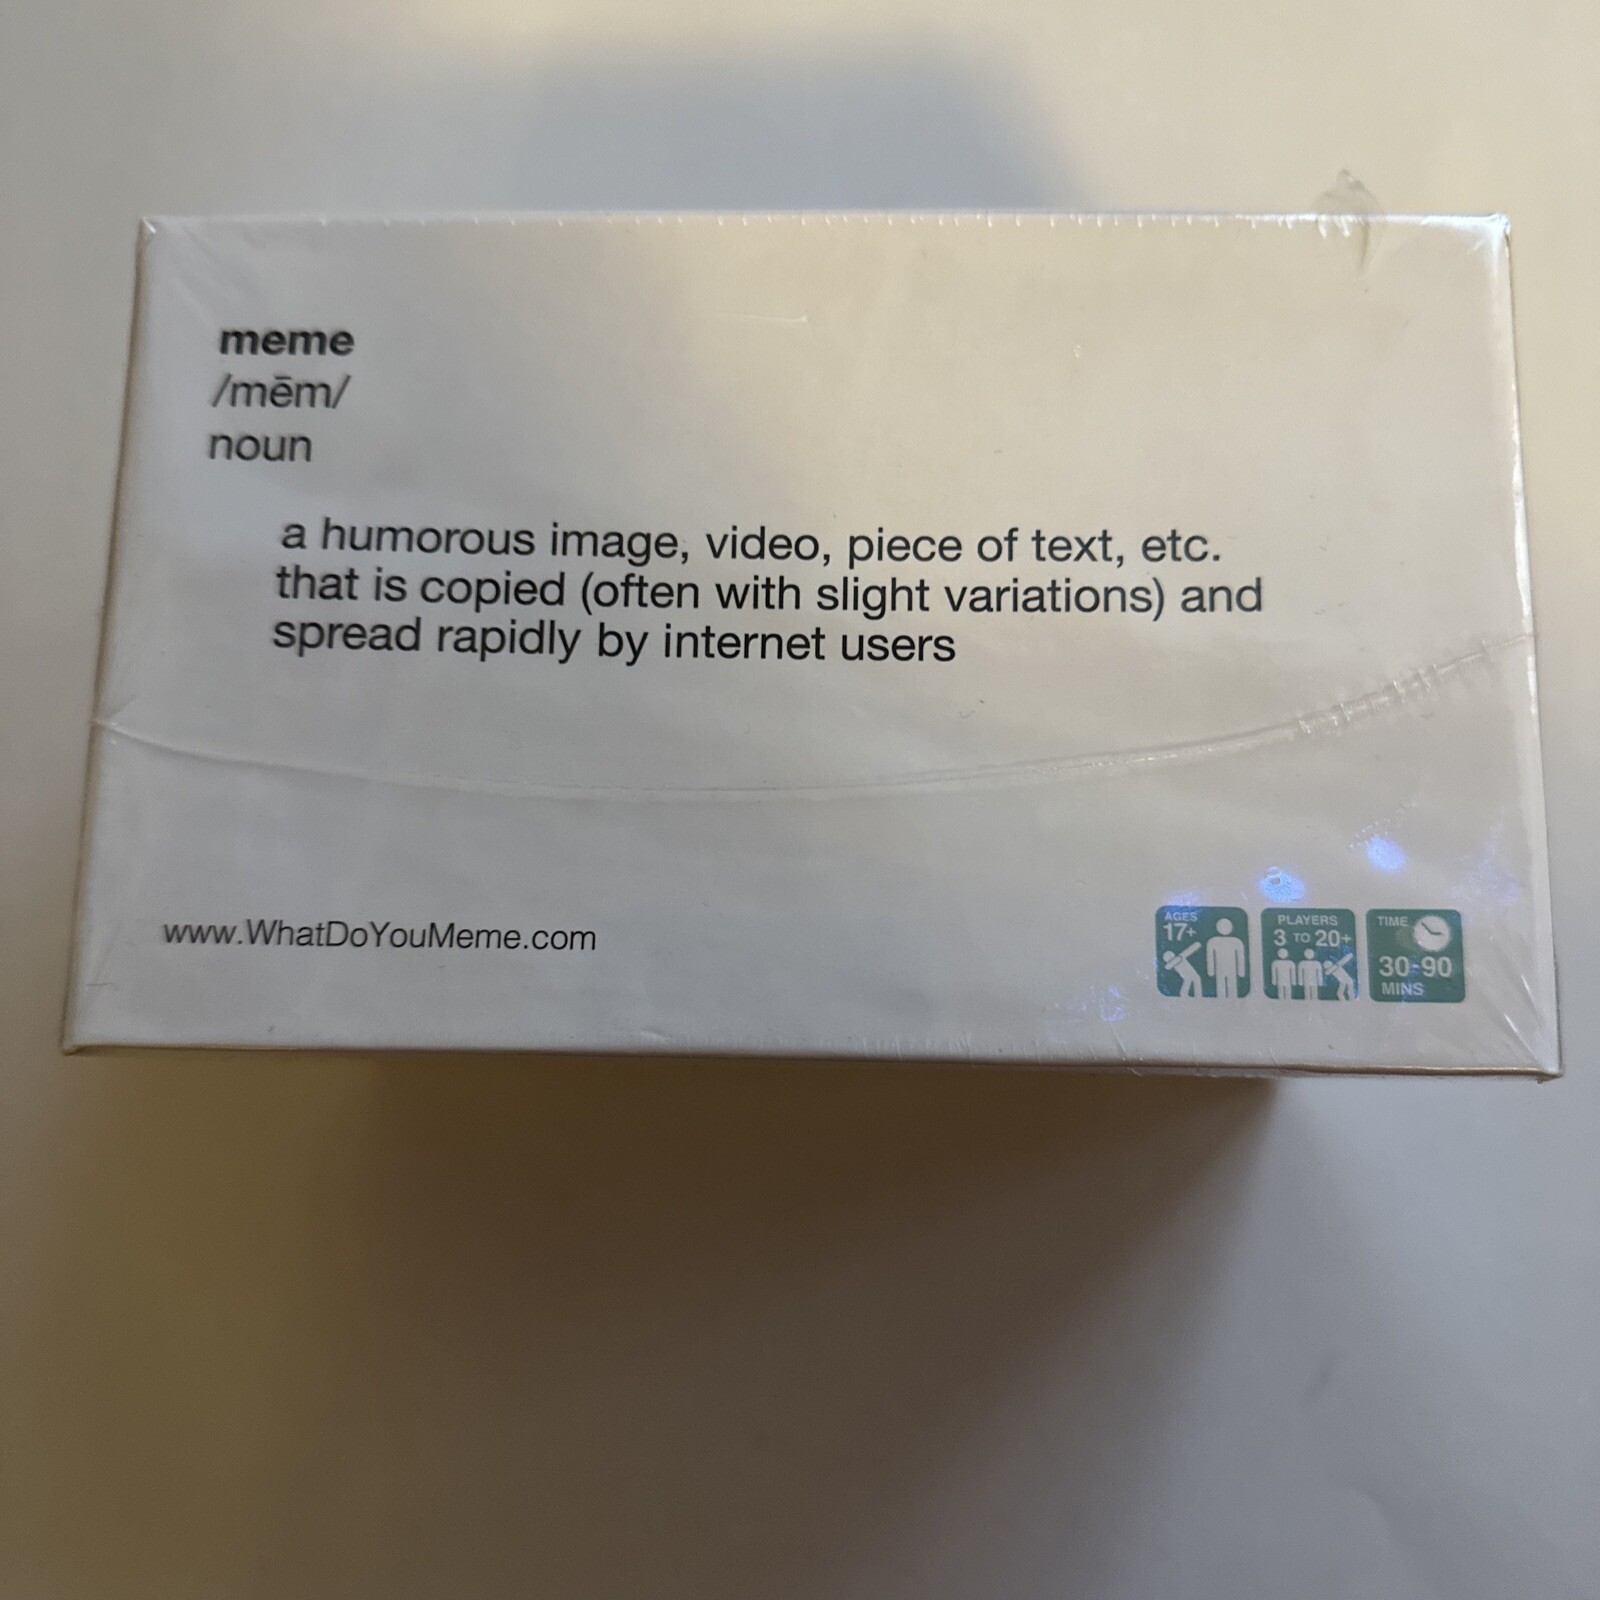 meme
/mēm/
noun
a humorous image, video, piece of text, etc.
that is copied (often with slight variations) and
spread rapidly by internet users
www.WhatDoYouMeme.com
AGES
17+
PLAYERS
3 TO 20+
TIME
30-90
MINS